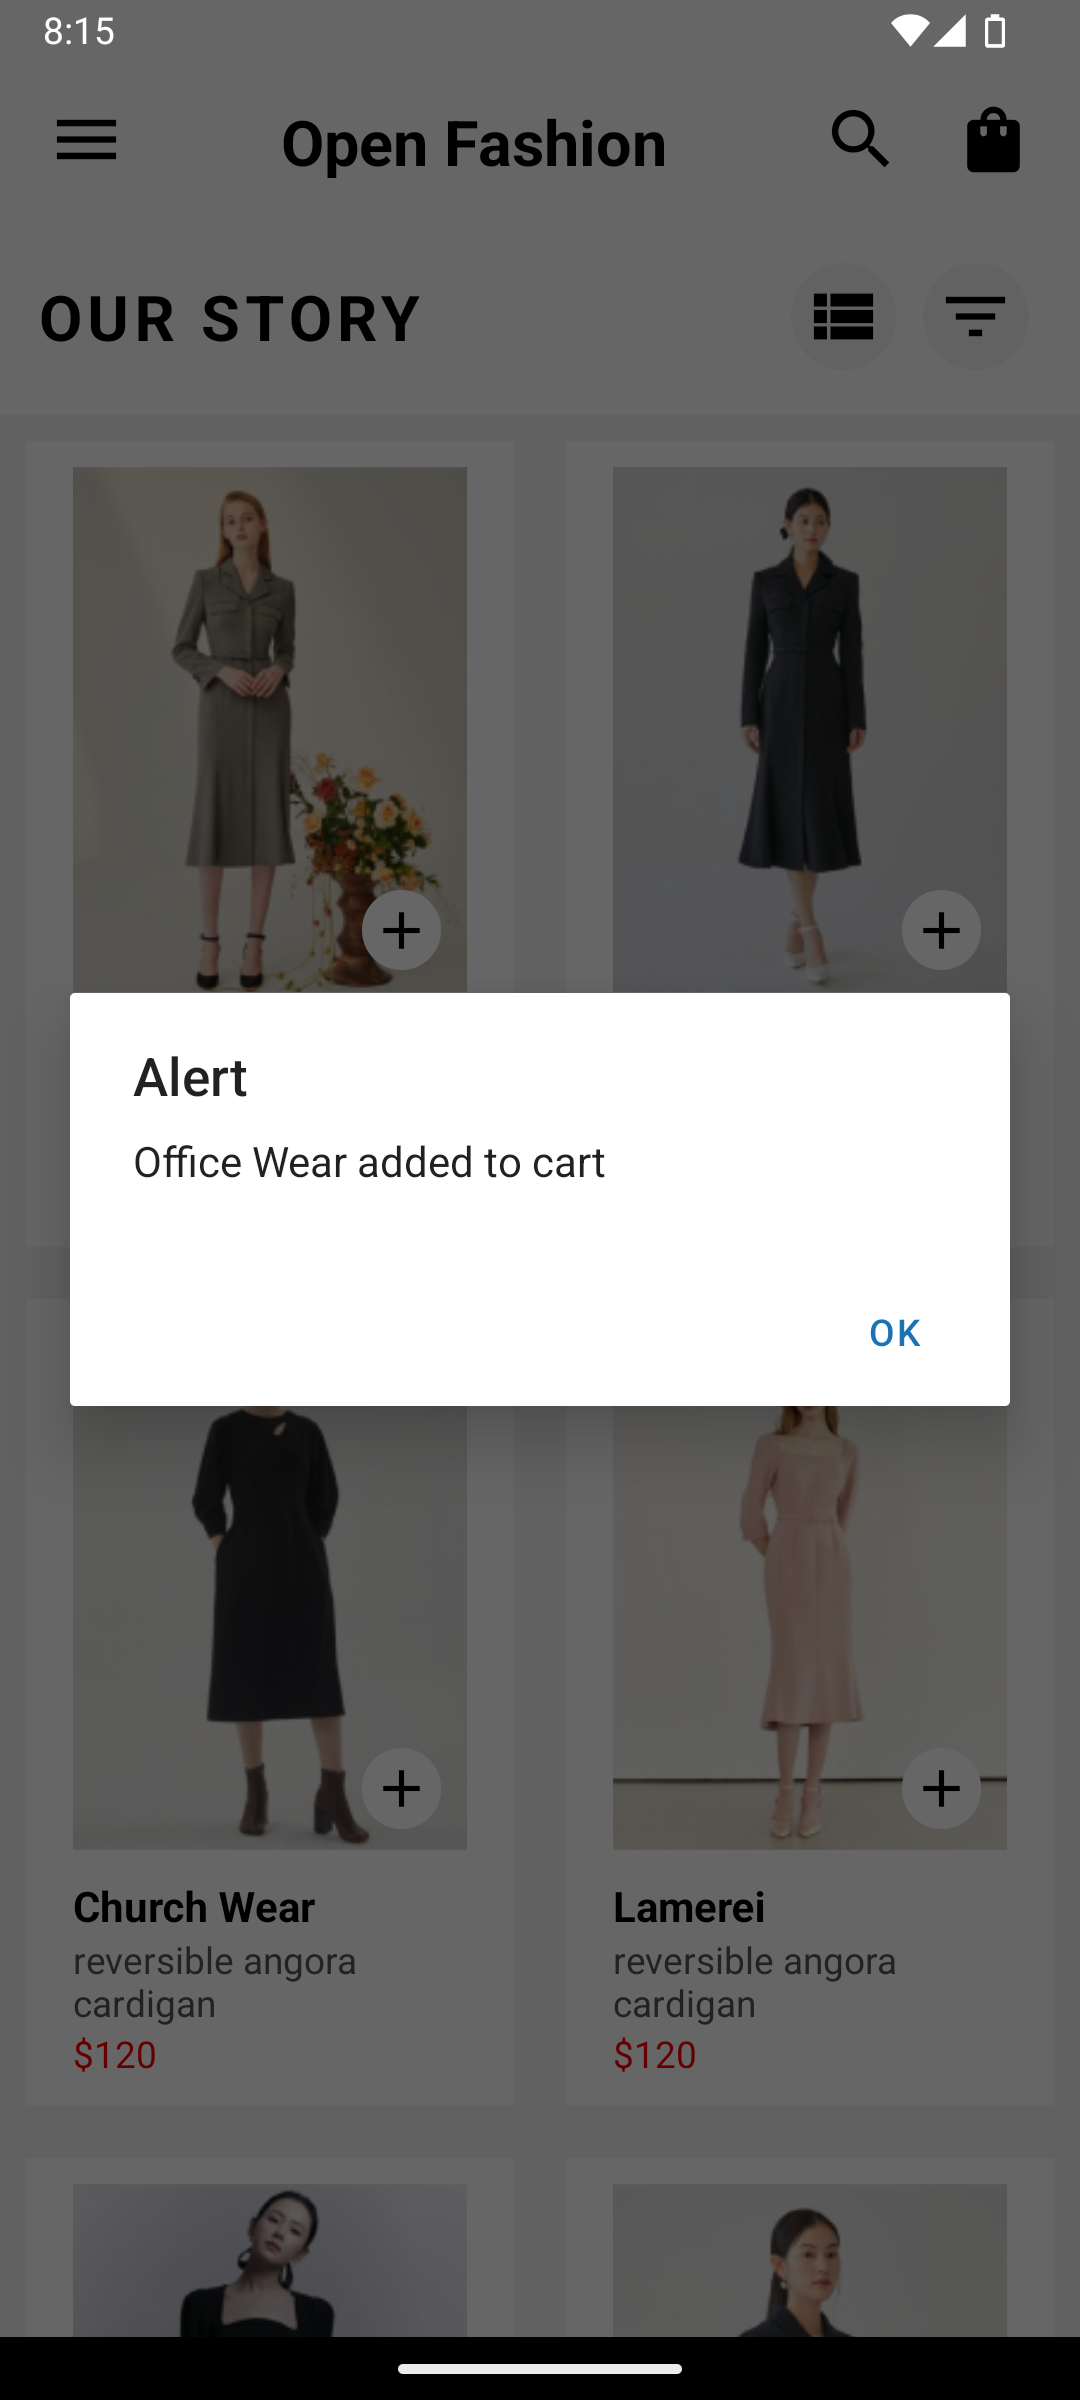 8:15
Open Fashion
OUR STORY
Alert
Office Wear added to cart
OK
Church Wear
Lamerei
reversible angora
cardigan
reversible angora
cardigan
$120
$120